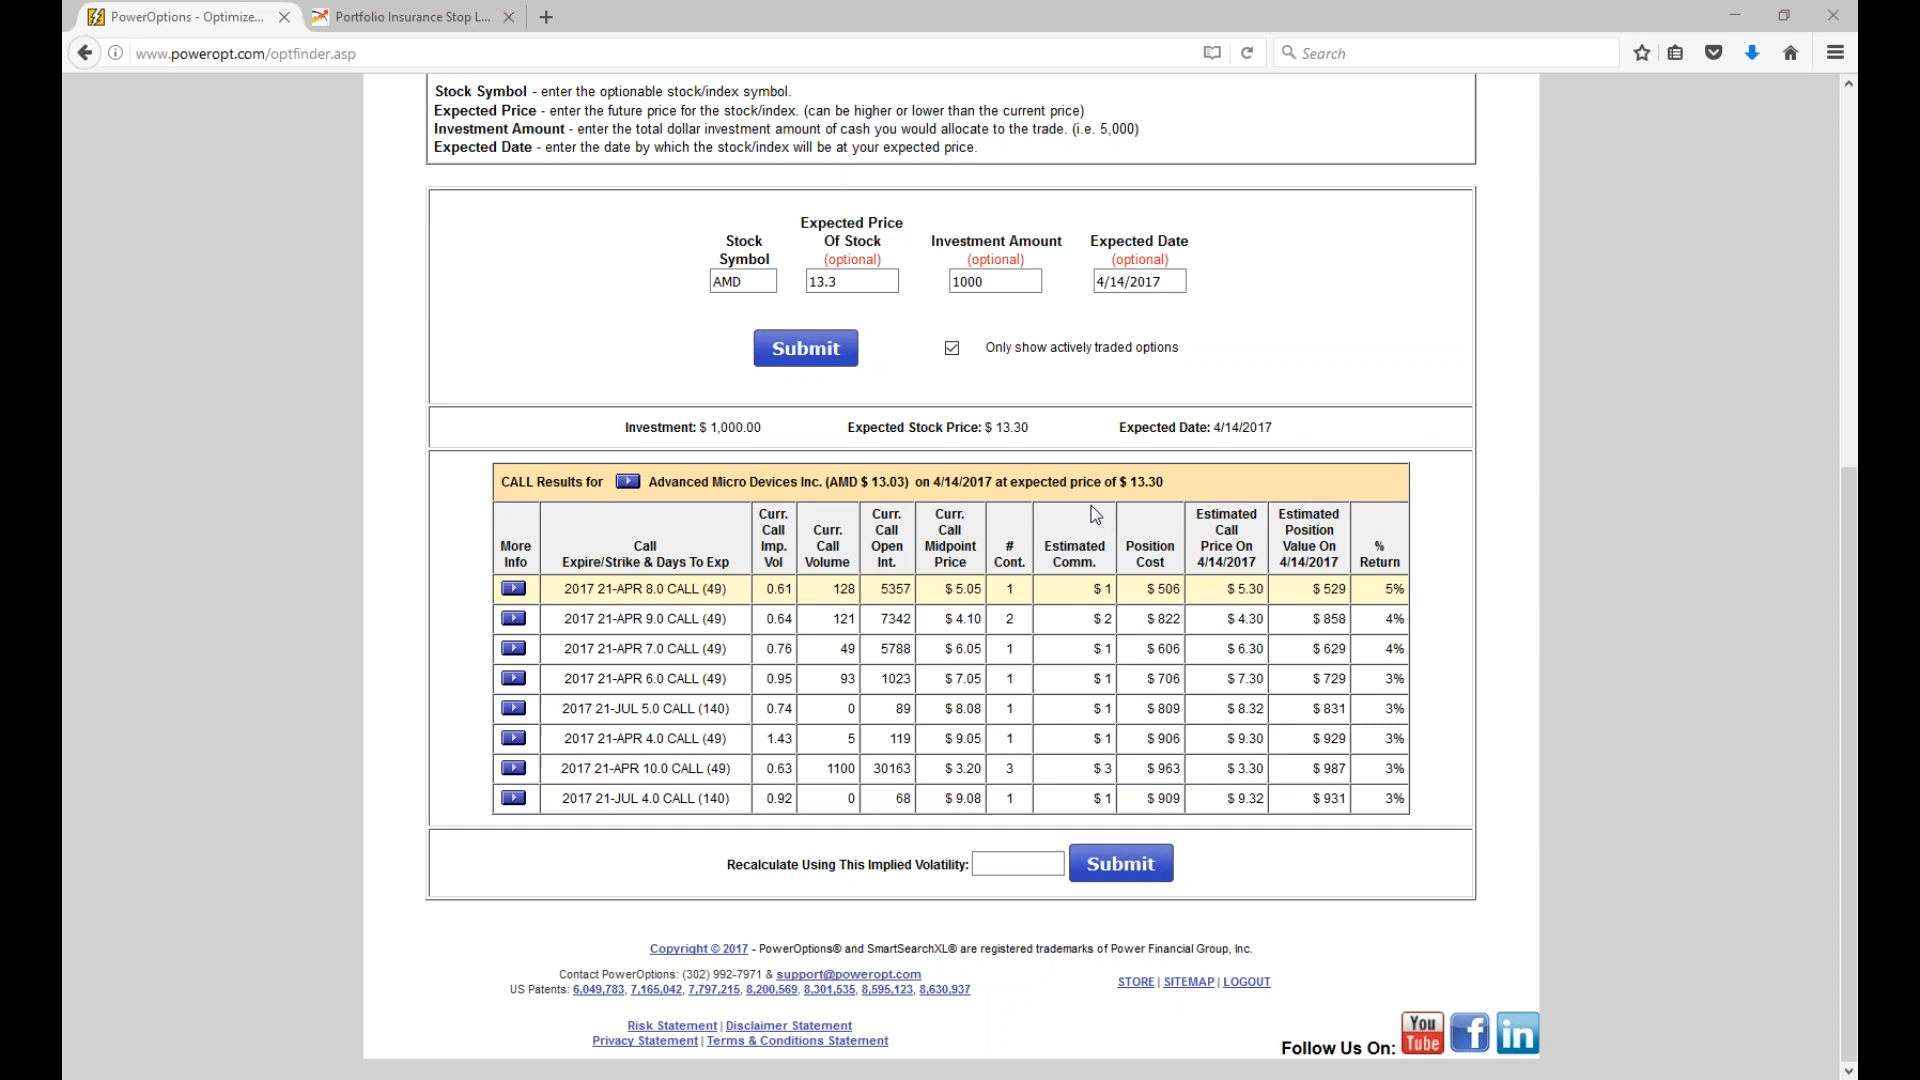 PowerOptions - Optimize...
Portfolio Insurance Stop L...
www.poweropt.com/optfinder.asp
Search
Stock Symbol - enter the optionable stock/index symbol.
Expected Price - enter the future price for the stock/index. (can be higher or lower than the current price)
Investment Amount - enter the total dollar investment amount of cash you would allocate to the trade. (i.e. 5,000)
Expected Date - enter the date by which the stock/index will be at your expected price.
Stock Symbol
Expected Price Of Stock (optional)
Investment Amount (optional)
Expected Date (optional)
AMD 13.3 1000 4/14/2017
Submit
Only show actively traded options
Investment: $ 1,000.00 Expected Stock Price: $ 13.30 Expected Date: 4/14/2017
CALL Results for Advanced Micro Devices Inc. (AMD $ 13.03) on 4/14/2017 at expected price of $ 13.30
More Info
Call Expire/Strike & Days To Exp
Curr. Call Imp. Vol
Curr. Call Volume
Curr. Call Open Int.
Curr. Call Midpoint Price
# Cont.
Estimated Comm.
Position Cost
Estimated Call Price On 4/14/2017
Estimated Position Value On 4/14/2017
% Return
2017 21-APR 8.0 CALL (49) 0.61 128 5357 $ 5.05 1 $ 1 $ 506 $ 5.30 $ 529 5%
2017 21-APR 9.0 CALL (49) 0.64 121 7342 $ 4.10 2 $ 2 $ 822 $ 4.30 $ 858 4%
2017 21-APR 7.0 CALL (49) 0.76 49 5788 $ 6.05 1 $ 1 $ 606 $ 6.30 $ 629 4%
2017 21-APR 6.0 CALL (49) 0.95 93 1023 $ 7.05 1 $ 1 $ 706 $ 7.30 $ 729 3%
2017 21-JUL 5.0 CALL (140) 0.74 0 89 $ 8.08 1 $ 1 $ 809 $ 8.32 $ 831 3%
2017 21-APR 4.0 CALL (49) 1.43 5 119 $ 9.05 1 $ 1 $ 906 $ 9.30 $ 929 3%
2017 21-APR 10.0 CALL (49) 0.63 1100 30163 $ 3.20 3 $ 3 $ 963 $ 3.30 $ 987 3%
2017 21-JUL 4.0 CALL (140) 0.92 0 68 $ 9.08 1 $ 1 $ 909 $ 9.32 $ 931 3%
Recalculate Using This Implied Volatility: Submit
Copyright © 2017 - PowerOptions® and SmartSearchXL® are registered trademarks of Power Financial Group, Inc.
Contact PowerOptions: (302) 992-7971 & support@poweropt.com
US Patents: 6,049,783, 7,165,042, 7,797,215, 8,200,569, 8,301,535, 8,595,123, 8,630,937
STORE | SITEMAP | LOGOUT
Risk Statement | Disclaimer Statement
Privacy Statement | Terms & Conditions Statement
Follow Us On: You Tube f in